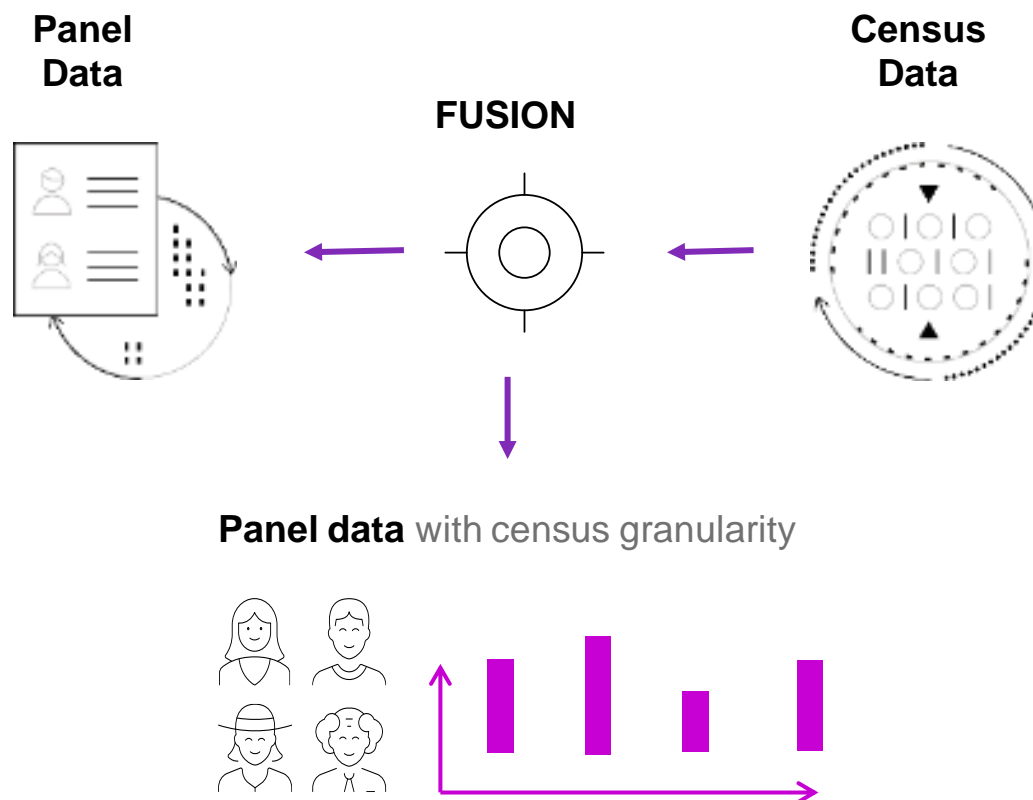 Panel
Data
Census
Data
FUSION
Panel data with census granularity